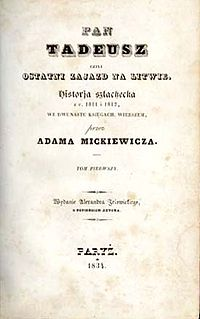 PAN
TADEUSZ
CZYLI
OSTATNI ZAJAZD NA LITWIE.
Historja szlachecka
z r. 1811 i 1812,
WE DWUNASTU KSIĘGACH, WIERSZEM,
przez
ADAMA MICKIEWICZA.
TOM PIERWSZY.
Wydanie Alexandra Jełowickiego,
Z POPIERSIEM AUTORA.
PARYŻ.
1834.